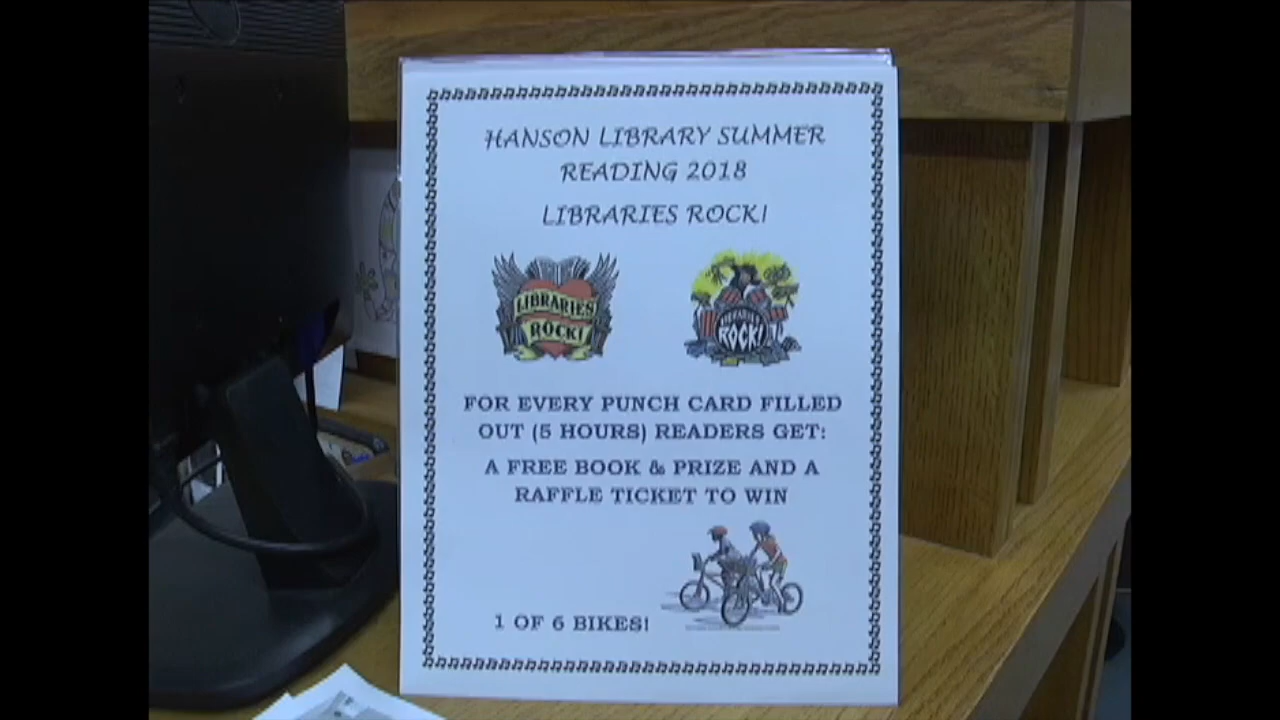 HANSON LIBRARY SUMMER
READING 2018
LIBRARIES ROCK!
LIBRARIES
ROCK!
LIBRARIES
ROCK!
FOR EVERY PUNCH CARD FILLED
OUT (5 HOURS) READERS GET:
A FREE BOOK & PRIZE AND A
RAFFLE TICKET TO WIN
1 OF 6 BIKES!